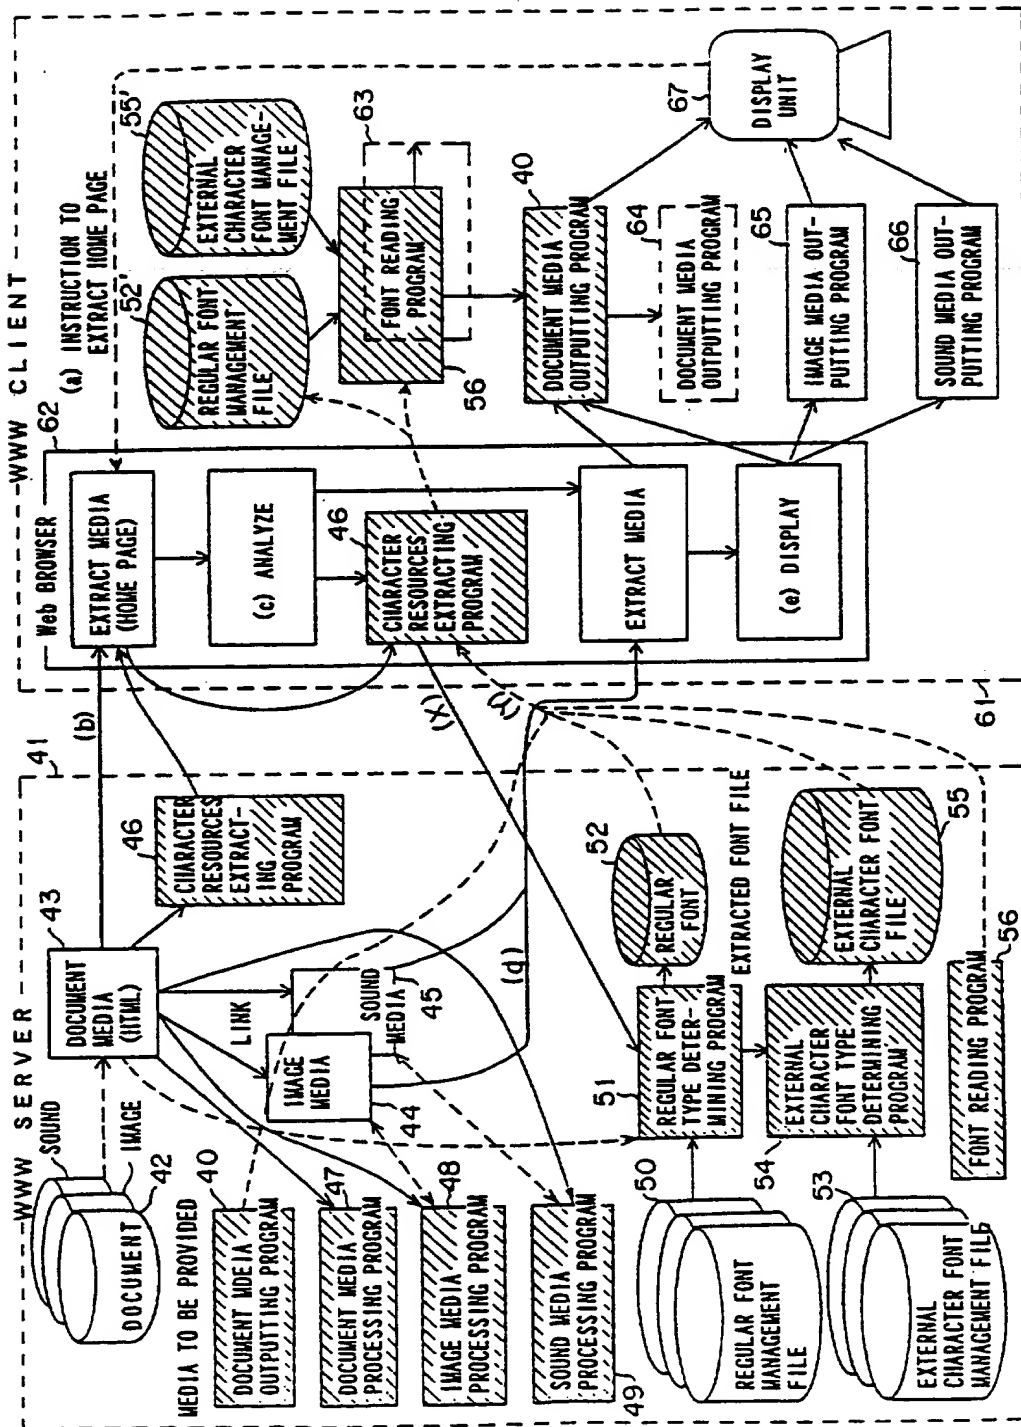 WWW SERVER
SOUND
IMAGE
DOCUMENT
42
MEDIA TO BE PROVIDED
DOCUMENT MDEIA
OUTPUTTING PROGRAM
40
DOCUMENT MEDIA
PROCESSING PROGRAM
47
IMAGE MEDIA
PROCESSING PROGRAM
48
SOUND MEDIA
PROCESSING PROGRAM
49
REGULAR FONT
MANAGEMENT
FILE
50
EXTERNAL
CHARACTER FONT
MANAGEMENT FILE
53
DOCUMENT
MEDIA
(HTML)
43
41
LINK
IMAGE
MEDIA
44
SOUND
MEDIA
45
CHARACTER
RESOURCES
EXTRACT-
ING
PROGRAM
46
REGULAR FONT
TYPE DETER-
MINING PROGRAM
51
EXTERNAL
CHARACTER
FONT TYPE
DETERMINING
PROGRAM
54
REGULAR
FONT
52
EXTRACTED FONT FILE
EXTERNAL
CHARACTER FONT
FILE
55
FONT READING PROGRAM
56
(b)
(X)
(Y)
(d)
61
WWW CLIENT
Web BROWSER
62
EXTRACT MEDIA
(HOME PAGE)
(c) ANALYZE
CHARACTER
RESOURCES
EXTRACTING
PROGRAM
46
EXTRACT MEDIA
(e) DISPLAY
(a) INSTRUCTION TO
EXTRACT HOME PAGE
REGULAR FONT
MANAGEMENT
FILE
52'
EXTERNAL
CHARACTER
FONT MANAGE-
MENT FILE
55'
FONT READING
PROGRAM
63
56
DOCUMENT MEDIA
OUTPUTTING PROGRAM
40
DOCUMENT MEDIA
OUTPUTTING PROGRAM
64
IMAGE MEDIA OUT-
PUTTING PROGRAM
65
SOUND MEDIA OUT-
PUTTING PROGRAM
66
DISPLAY
UNIT
67